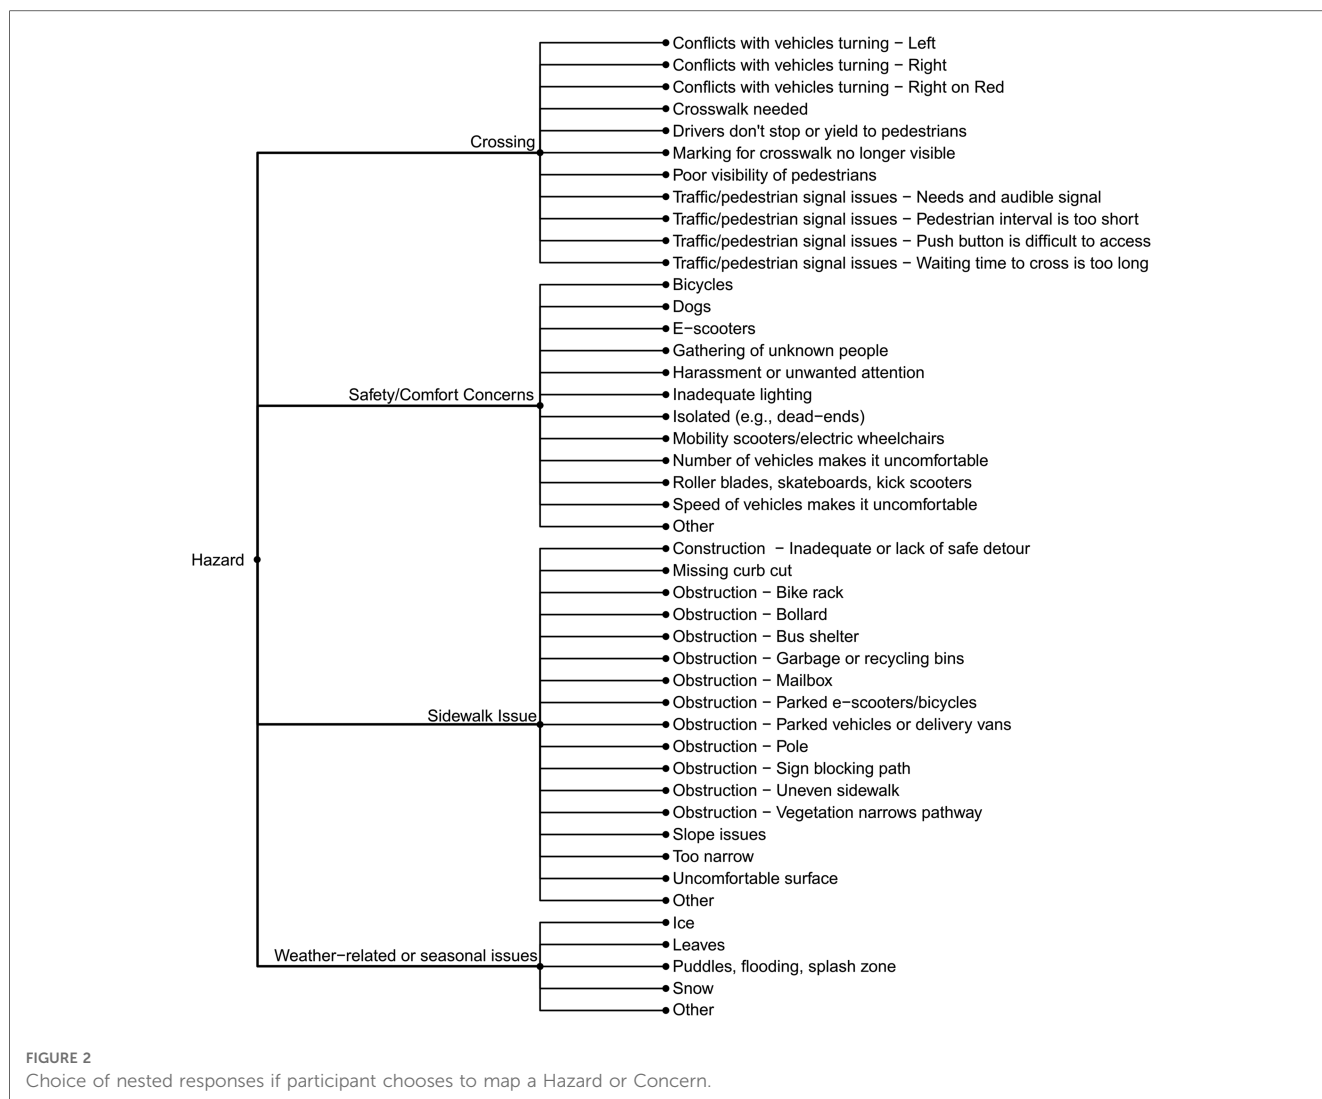 Conflicts with vehicles turning − Left
Conflicts with vehicles turning − Right
Conflicts with vehicles turning − Right on Red
Crosswalk needed
Drivers don't stop or yield to pedestrians
Crossing
Marking for crosswalk no longer visible
Poor visibility of pedestrians
Traffic/pedestrian signal issues − Needs and audible signal
Traffic/pedestrian signal issues − Pedestrian interval is too short
Traffic/pedestrian signal issues − Push button is difficult to access
Traffic/pedestrian signal issues − Waiting time to cross is too long
Bicycles
Dogs
E−scooters
Gathering of unknown people
Harassment or unwanted attention
Safety/Comfort Concerns
Inadequate lighting
Isolated (e.g., dead−ends)
Mobility scooters/electric wheelchairs
Number of vehicles makes it uncomfortable
Roller blades, skateboards, kick scooters
Speed of vehicles makes it uncomfortable
Other
Hazard
Construction − Inadequate or lack of safe detour
Missing curb cut
Obstruction − Bike rack
Obstruction − Bollard
Obstruction − Bus shelter
Obstruction − Garbage or recycling bins
Obstruction − Mailbox
Obstruction − Parked e−scooters/bicycles
Sidewalk Issue
Obstruction − Parked vehicles or delivery vans
Obstruction − Pole
Obstruction − Sign blocking path
Obstruction − Uneven sidewalk
Obstruction − Vegetation narrows pathway
Slope issues
Too narrow
Uncomfortable surface
Other
Ice
Leaves
Weather−related or seasonal issues
Puddles, flooding, splash zone
Snow
Other
FIGURE 2
Choice of nested responses if participant chooses to map a Hazard or Concern.